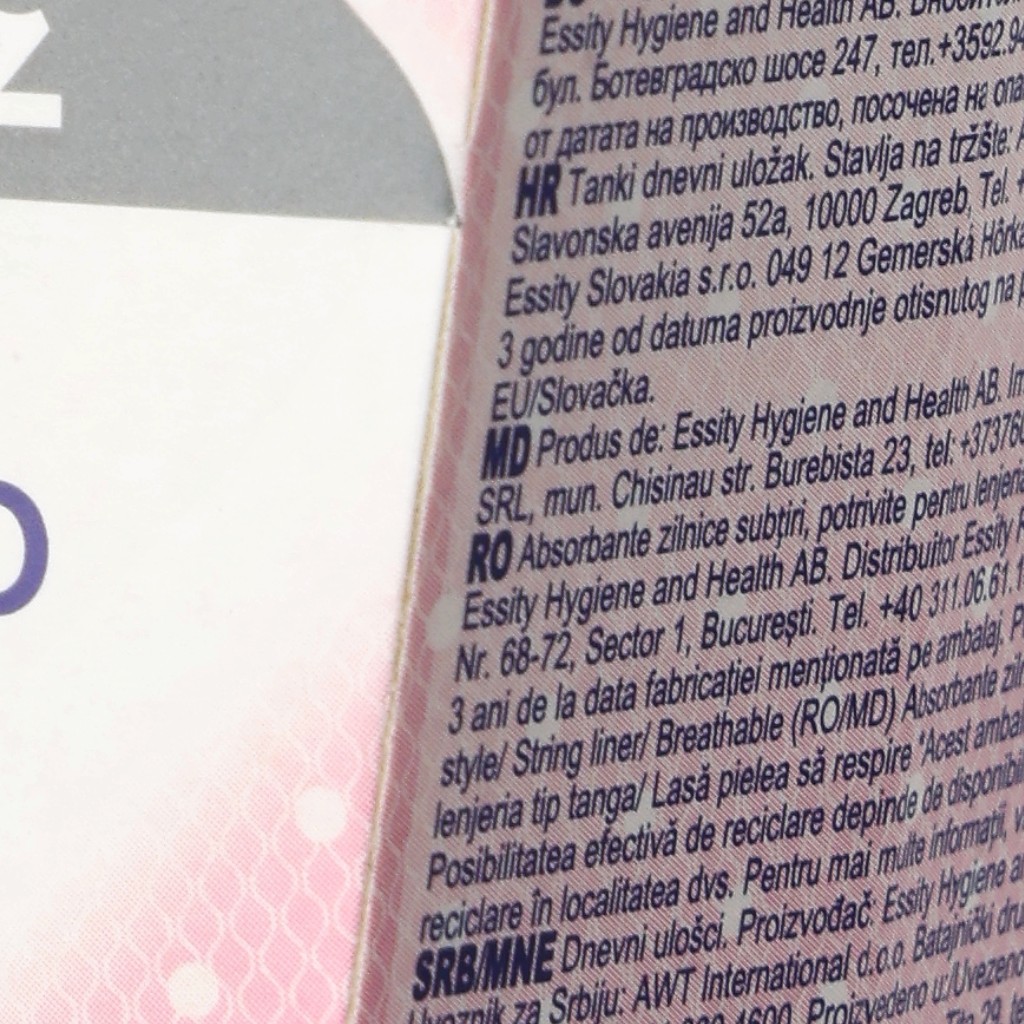 Essity Hygiene and Health AB.
бул. Ботевградско шосе 247, тел.+3592.94
от датата на производство, посочена на
HR Tanki dnevni uložak. Stavlja na tržište:
Slavonska avenija 52a, 10000 Zagreb, Tel.
Essity Slovakia s.r.o. 049 12 Gemerská Hôrka
3 godine od datuma proizvodnje otisnutog na
EU/Slovačka.
MD Produs de: Essity Hygiene and Health AB.
SRL, mun. Chisinau str. Burebista 23, tel: +373760
RO Absorbante zilnice subțiri, potrivite pentru lenjeria
Essity Hygiene and Health AB. Distribuitor Essity
Nr. 68-72, Sector 1, București. Tel. +40 311.06.61.1
3 ani de la data fabricației menționată pe ambalaj.
style/ String liner/ Breathable (RO/MD) Absorbante
lenjeria tip tanga/ Lasă pielea să respire *Acest
Posibilitatea efectivă de reciclare depinde de
reciclare în localitatea dvs. Pentru mai multe informații,
SRB/MNE Dnevni ulošci. Proizvođač: Essity Hygiene
Uvoznik za Srbiju: AWT International d.o.o. Batajnički
Proizvedeno u:/Uvezeno